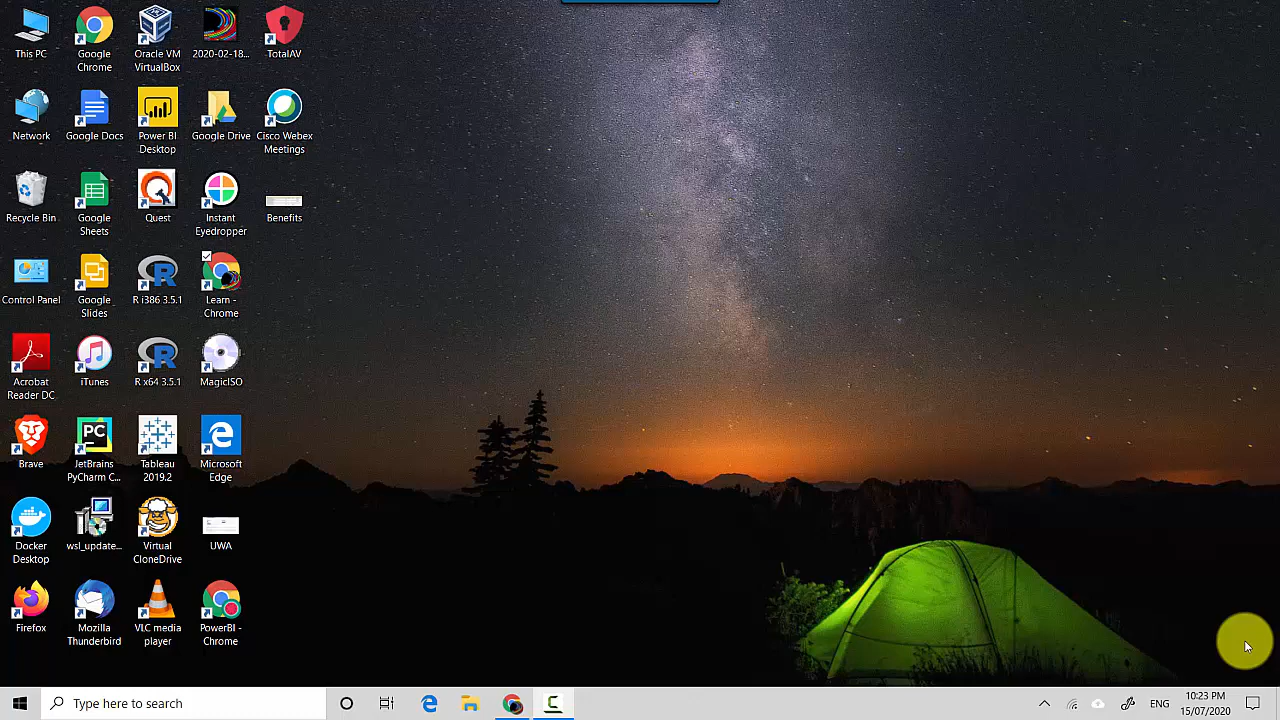 This PC
Google
Chrome
Oracle VM
VirtualBox
2020-02-18...
TotalAV
Network
Google Docs
Power BI
Desktop
Google Drive
Cisco Webex
Meetings
Recycle Bin
Google
Sheets
Quest
Instant
Eyedropper
Benefits
Control Panel
Google
Slides
R i386 3.5.1
Learn -
Chrome
Acrobat
Reader DC
iTunes
R x64 3.5.1
MagicISO
Brave
PC
JetBrains
PyCharm C...
Tableau
2019.2
Microsoft
Edge
Docker
Desktop
wsl_update...
Virtual
CloneDrive
UWA
Firefox
Mozilla
Thunderbird
VLC media
player
PowerBI -
Chrome
Type here to search
ENG
10:23 PM
15/07/2020